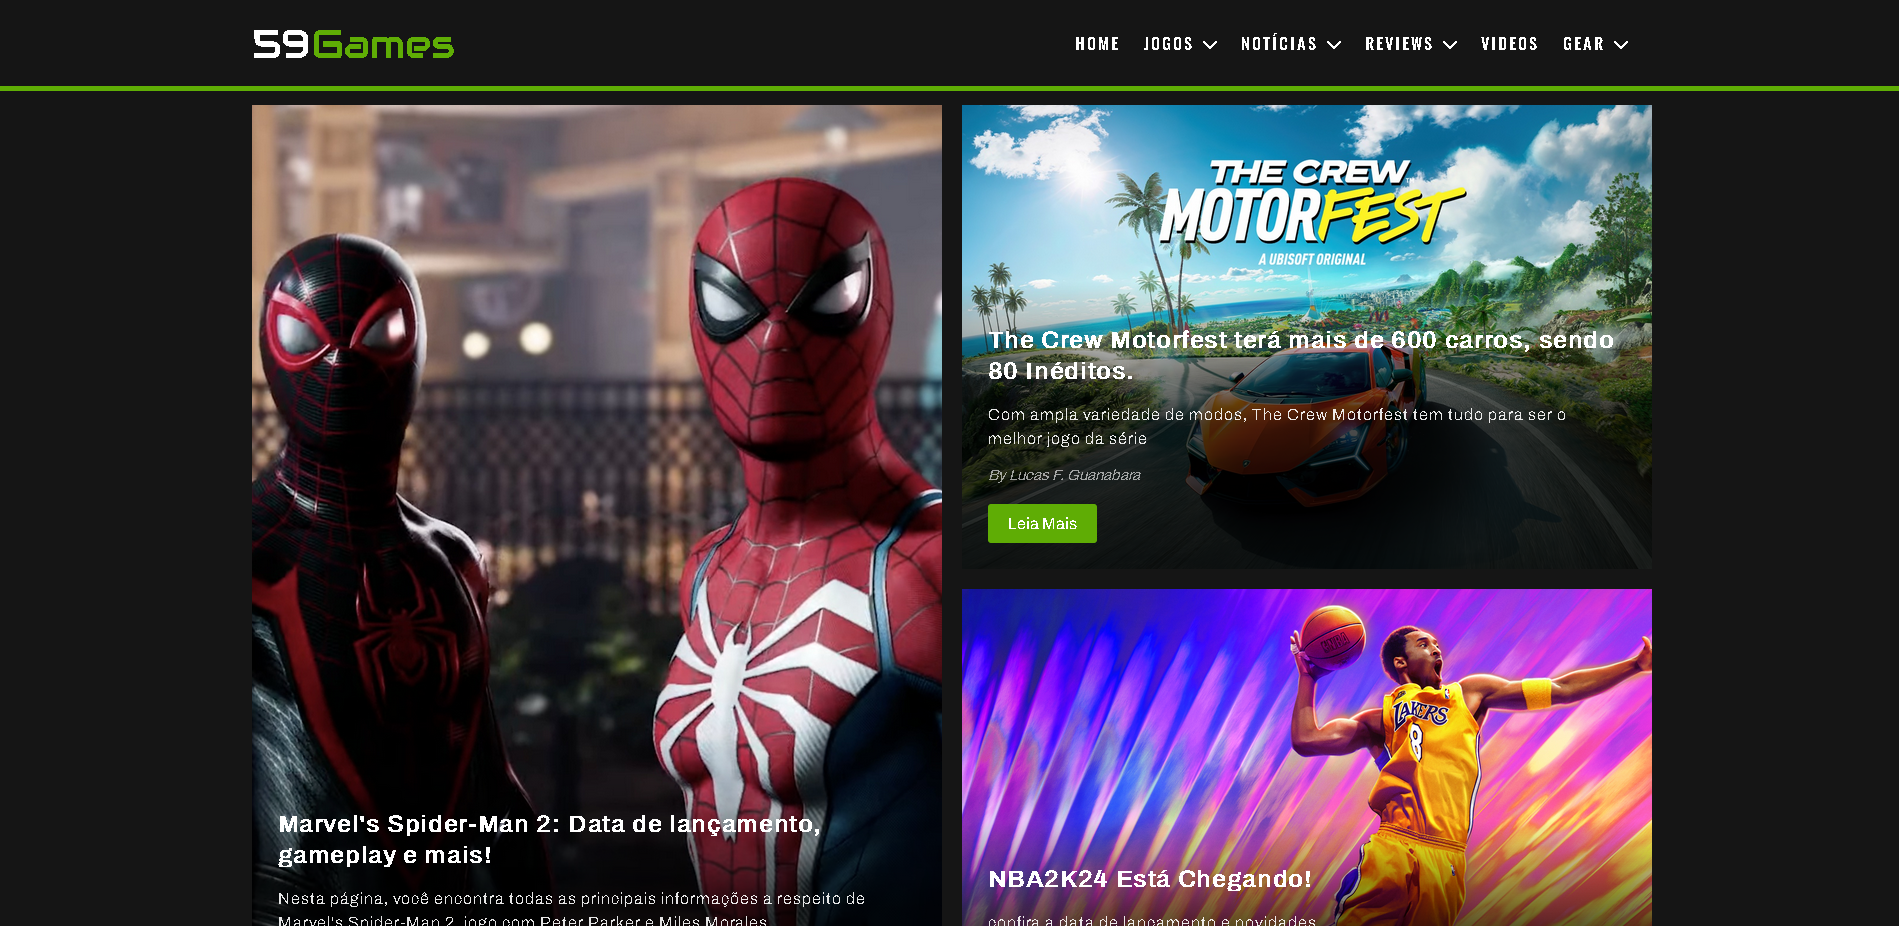 59Games
HOME JOGOS NOTÍCIAS REVIEWS VIDEOS GEAR
Marvel's Spider-Man 2: Data de lançamento,
gameplay e mais!
Nesta página, você encontra todas as principais informações a respeito de
Marvel's Spider-Man 2, jogo com Peter Parker e Miles Morales
THE CREW
MOTORFEST
A UBISOFT ORIGINAL
The Crew Motorfest terá mais de 600 carros, sendo
80 Inéditos.
Com ampla variedade de modos, The Crew Motorfest tem tudo para ser o
melhor jogo da série
By Lucas F. Guanabara
Leia Mais
LAKERS
8
NBA2K24 Está Chegando!
confira a data de lançamento e novidades